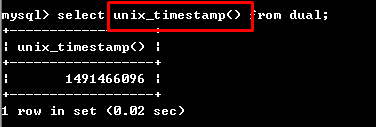 mysql> select unix_timestamp() from dual;
+------------------+
¦ unix_timestamp() ¦
+------------------+
¦       1491466096 ¦
+------------------+
1 row in set (0.02 sec)